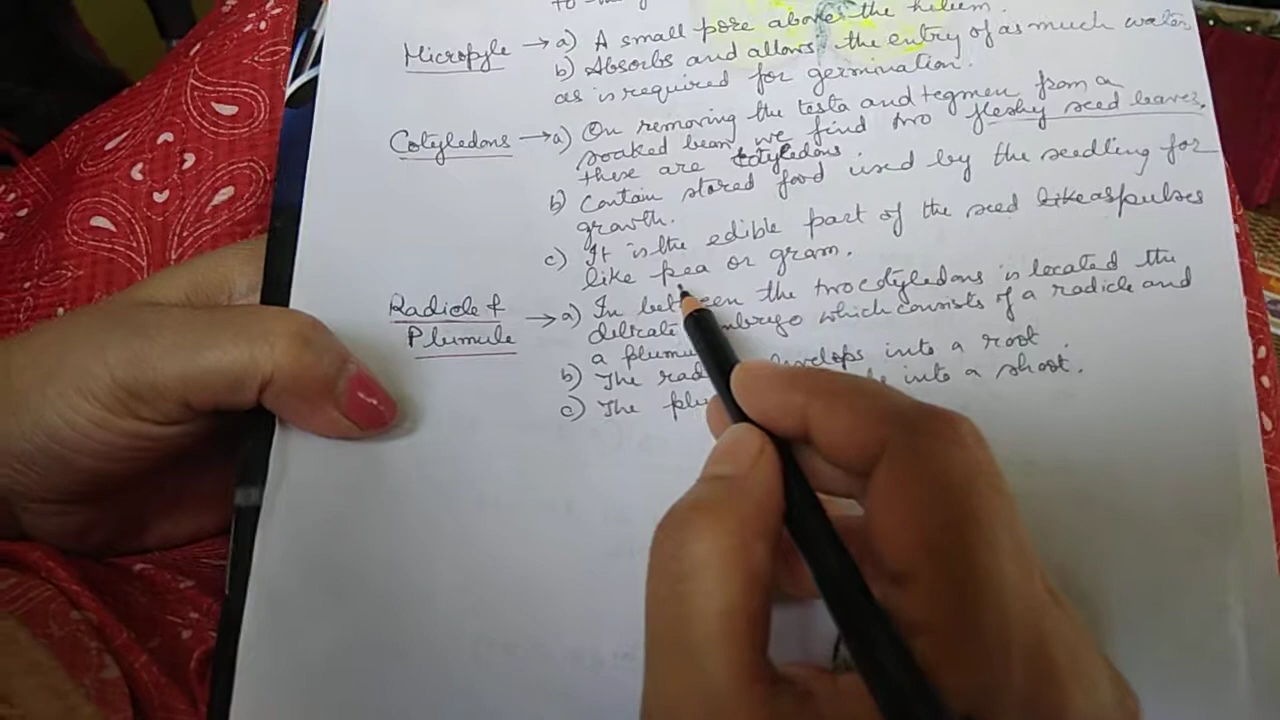 Micropyle → a) A small pore above the helium.
b) Absorbs and allows the entry of as much water
as is required for germination.
Cotyledons → a) On removing the testa and tegmen from a
soaked bean we find two fleshy seed leaves.
these are cotyledons
b) Contain stored food used by the seedling for
growth.
c) It is the edible part of the seed like as pulses
like pea or gram.
Radicle & Plumule → a) In between the two cotyledons is located the
delicate embryo which consists of a radicle and
a
b) The develops into a root.
c) The into a shoot.